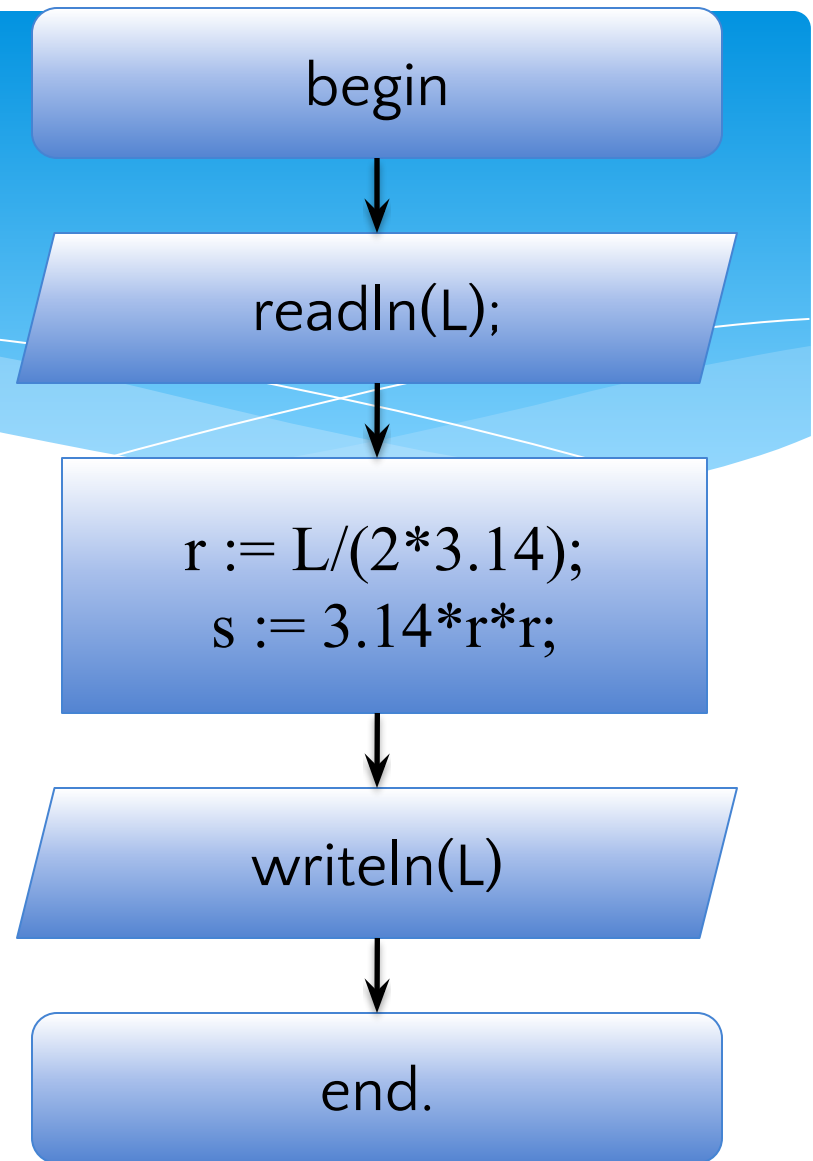 begin
readln(L);
r := L/(2*3.14);
s := 3.14*r*r;
writeln(L)
end.